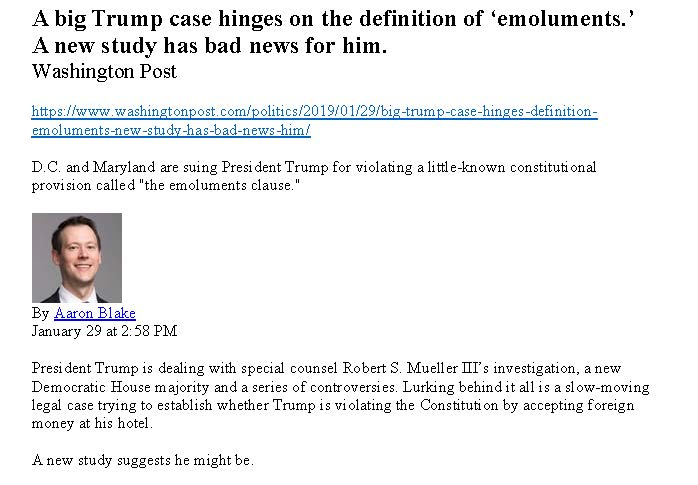 A big Trump case hinges on the definition of ‘emoluments.’
A new study has bad news for him.
Washington Post
https://www.washingtonpost.com/politics/2019/01/29/big-trump-case-hinges-definition-
emoluments-new-study-has-bad-news-him/
D.C. and Maryland are suing President Trump for violating a little-known constitutional
provision called "the emoluments clause."
By Aaron Blake
January 29 at 2:58 PM
President Trump is dealing with special counsel Robert S. Mueller III’s investigation, a new
Democratic House majority and a series of controversies. Lurking behind it all is a slow-moving
legal case trying to establish whether Trump is violating the Constitution by accepting foreign
money at his hotel.
A new study suggests he might be.